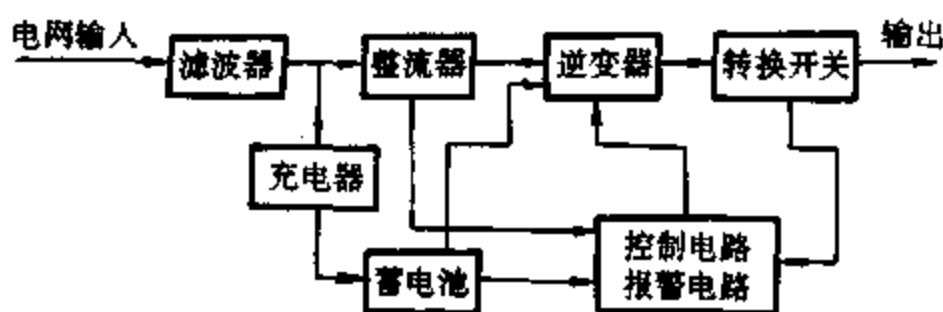 电网输入
输出
滤波器
整流器
逆变器
转换开关
充电器
蓄电池
控制电路
报警电路